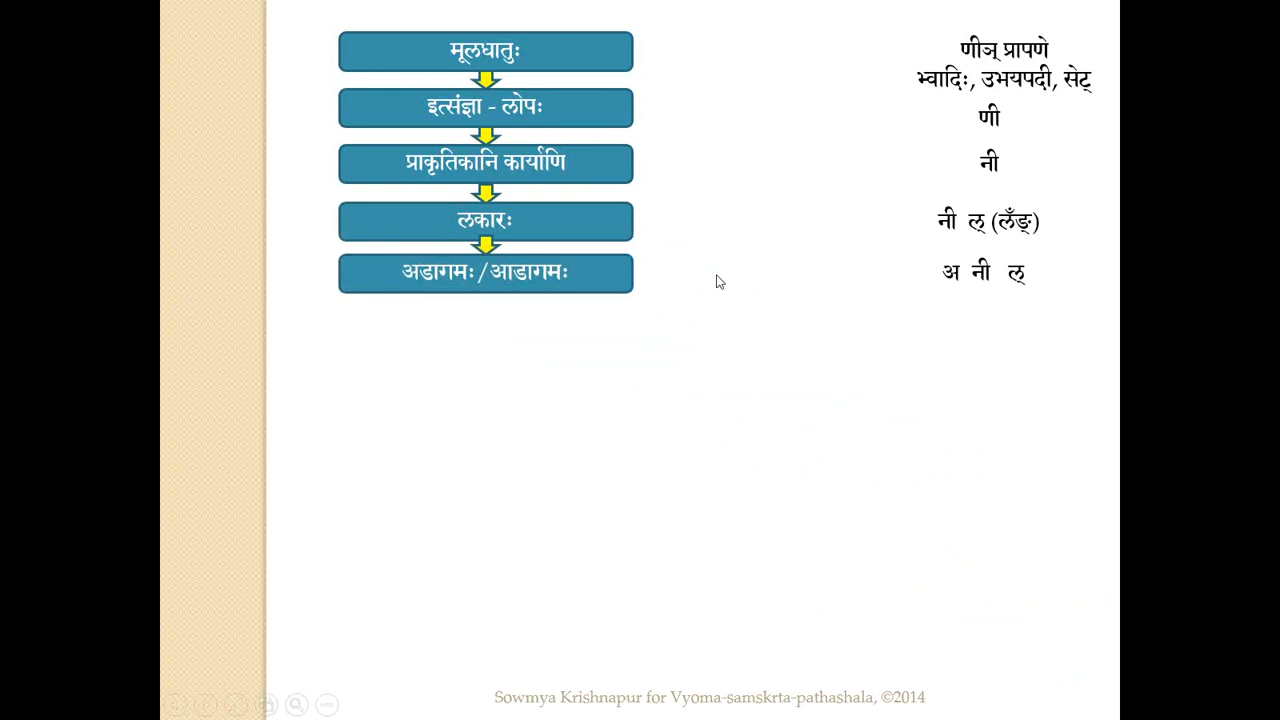 मूलधातुः
इत्संज्ञा - लोपः
प्राकृतिकानि कार्याणि
लकारः
अडागमः/आडागमः
णीञ् प्रापणे
भ्वादिः, उभयपदी, सेट्
णी
नी
नी ल् (लँङ्)
अ नी ल्
Sowmya Krishnapur for Vyoma-samskrta-pathashala, ©2014